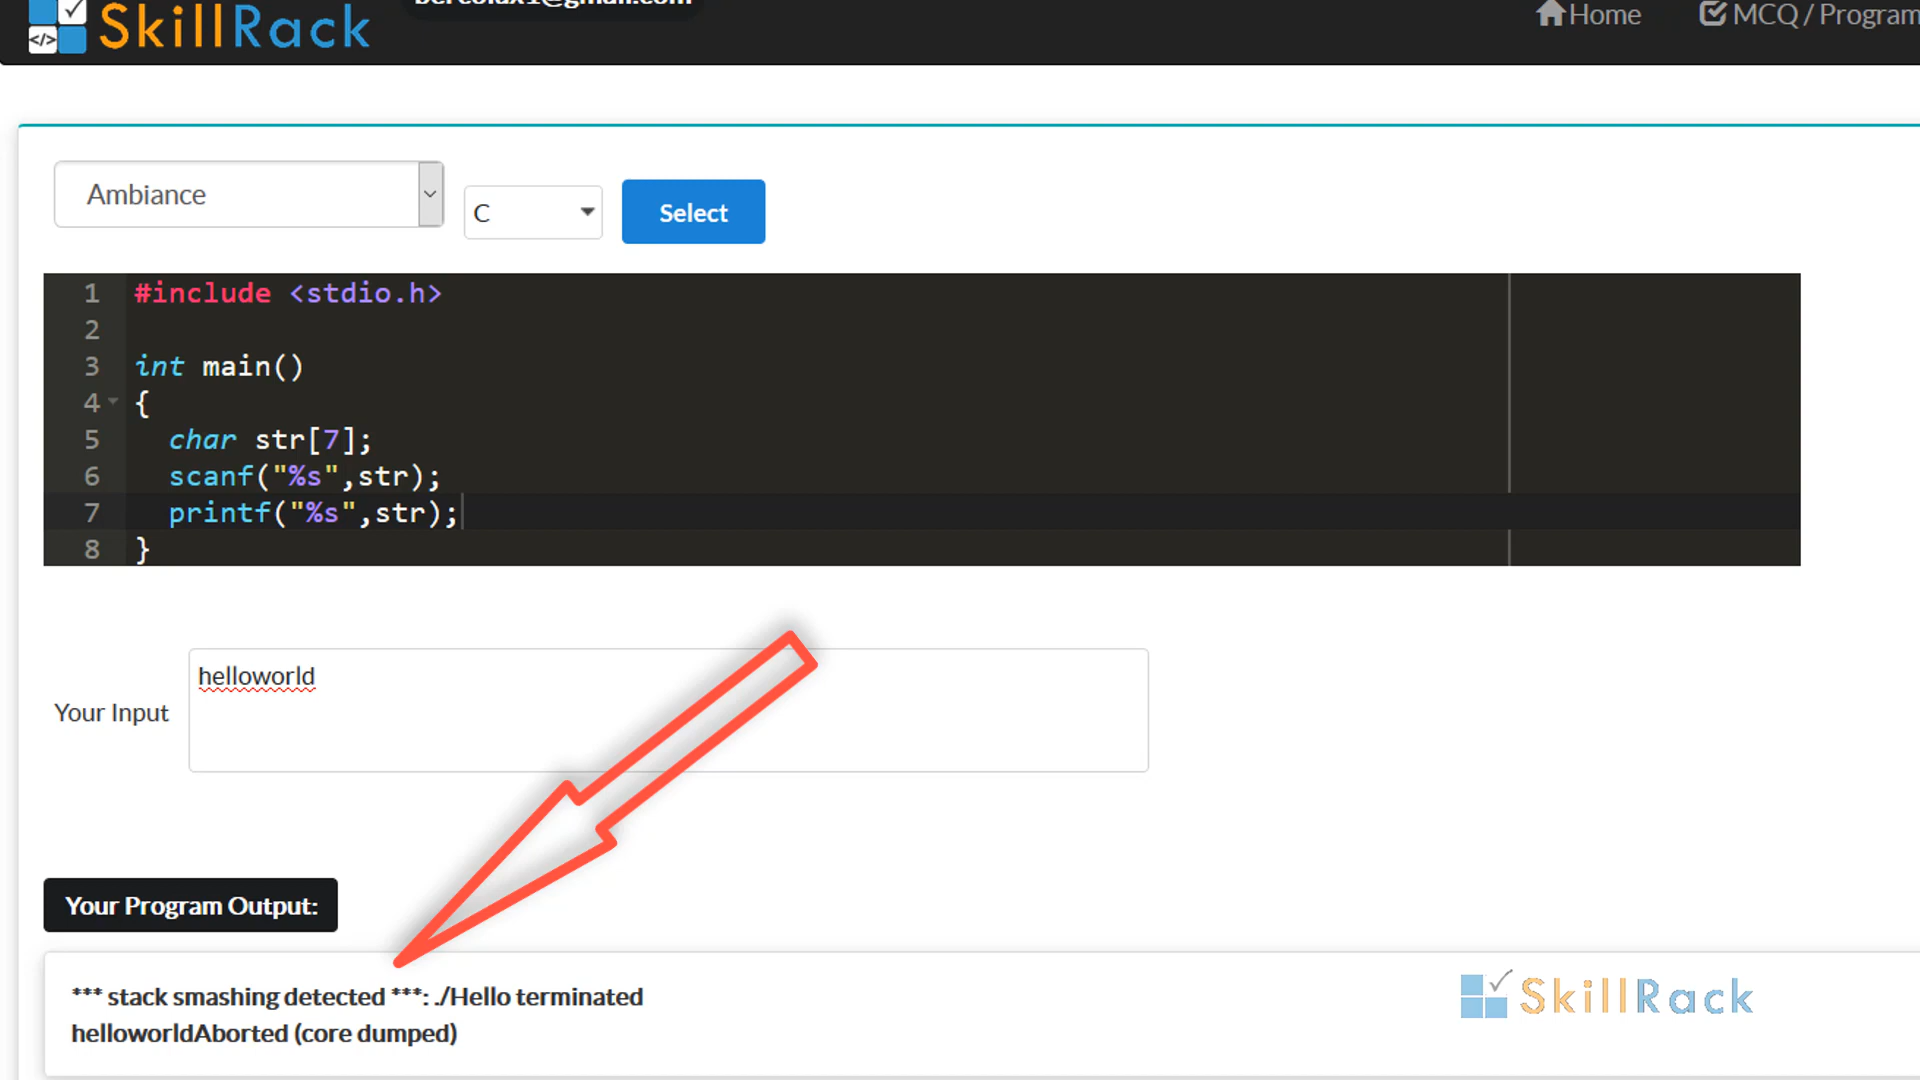 SkillRack
Home
MCQ / Program
Ambiance
C
Select
1 #include <stdio.h>
2
3 int main()
4 {
5 char str[7];
6 scanf("%s",str);
7 printf("%s",str);
8 }
helloworld
Your Input
Your Program Output:
*** stack smashing detected ***: ./Hello terminated
helloworldAborted (core dumped)
SkillRack